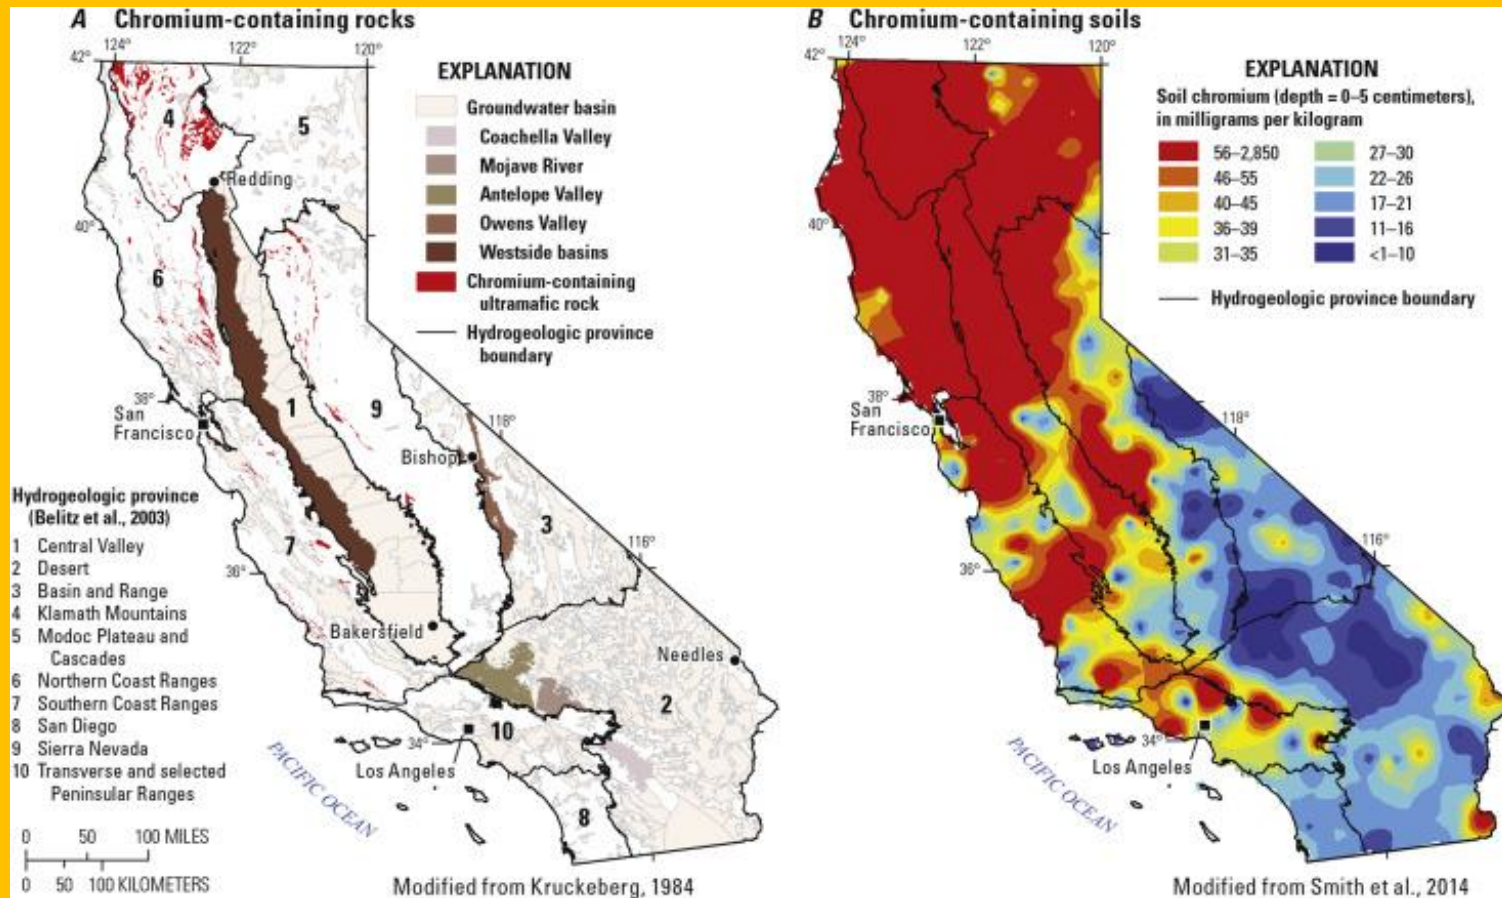 A Chromium-containing rocks
124°
122°
120°
42°
40°
38°
36°
34°
118°
116°
EXPLANATION
Groundwater basin
Coachella Valley
Mojave River
Antelope Valley
Owens Valley
Westside basins
Chromium-containing
ultramafic rock
Hydrogeologic province
boundary
4
5
Redding
6
1
9
San
Francisco
Bishop
3
7
Bakersfield
Needles
2
10
Los Angeles
8
PACIFIC OCEAN
Hydrogeologic province
(Belitz et al., 2003)
1 Central Valley
2 Desert
3 Basin and Range
4 Klamath Mountains
5 Modoc Plateau and
Cascades
6 Northern Coast Ranges
7 Southern Coast Ranges
8 San Diego
9 Sierra Nevada
10 Transverse and selected
Peninsular Ranges
0 50 100 MILES
0 50 100 KILOMETERS
Modified from Kruckeberg, 1984
B Chromium-containing soils
124°
122°
120°
42°
40°
38°
36°
34°
118°
116°
EXPLANATION
Soil chromium (depth = 0–5 centimeters),
in milligrams per kilogram
56–2,850
46–55
40–45
36–39
31–35
27–30
22–26
17–21
11–16
<1–10
Hydrogeologic province boundary
San
Francisco
Los Angeles
PACIFIC OCEAN
Modified from Smith et al., 2014